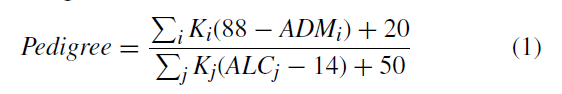 Pedigree = \frac{\sum_i K_i(88 - ADM_i) + 20}{\sum_j K_j(ALC_j - 14) + 50} (1)